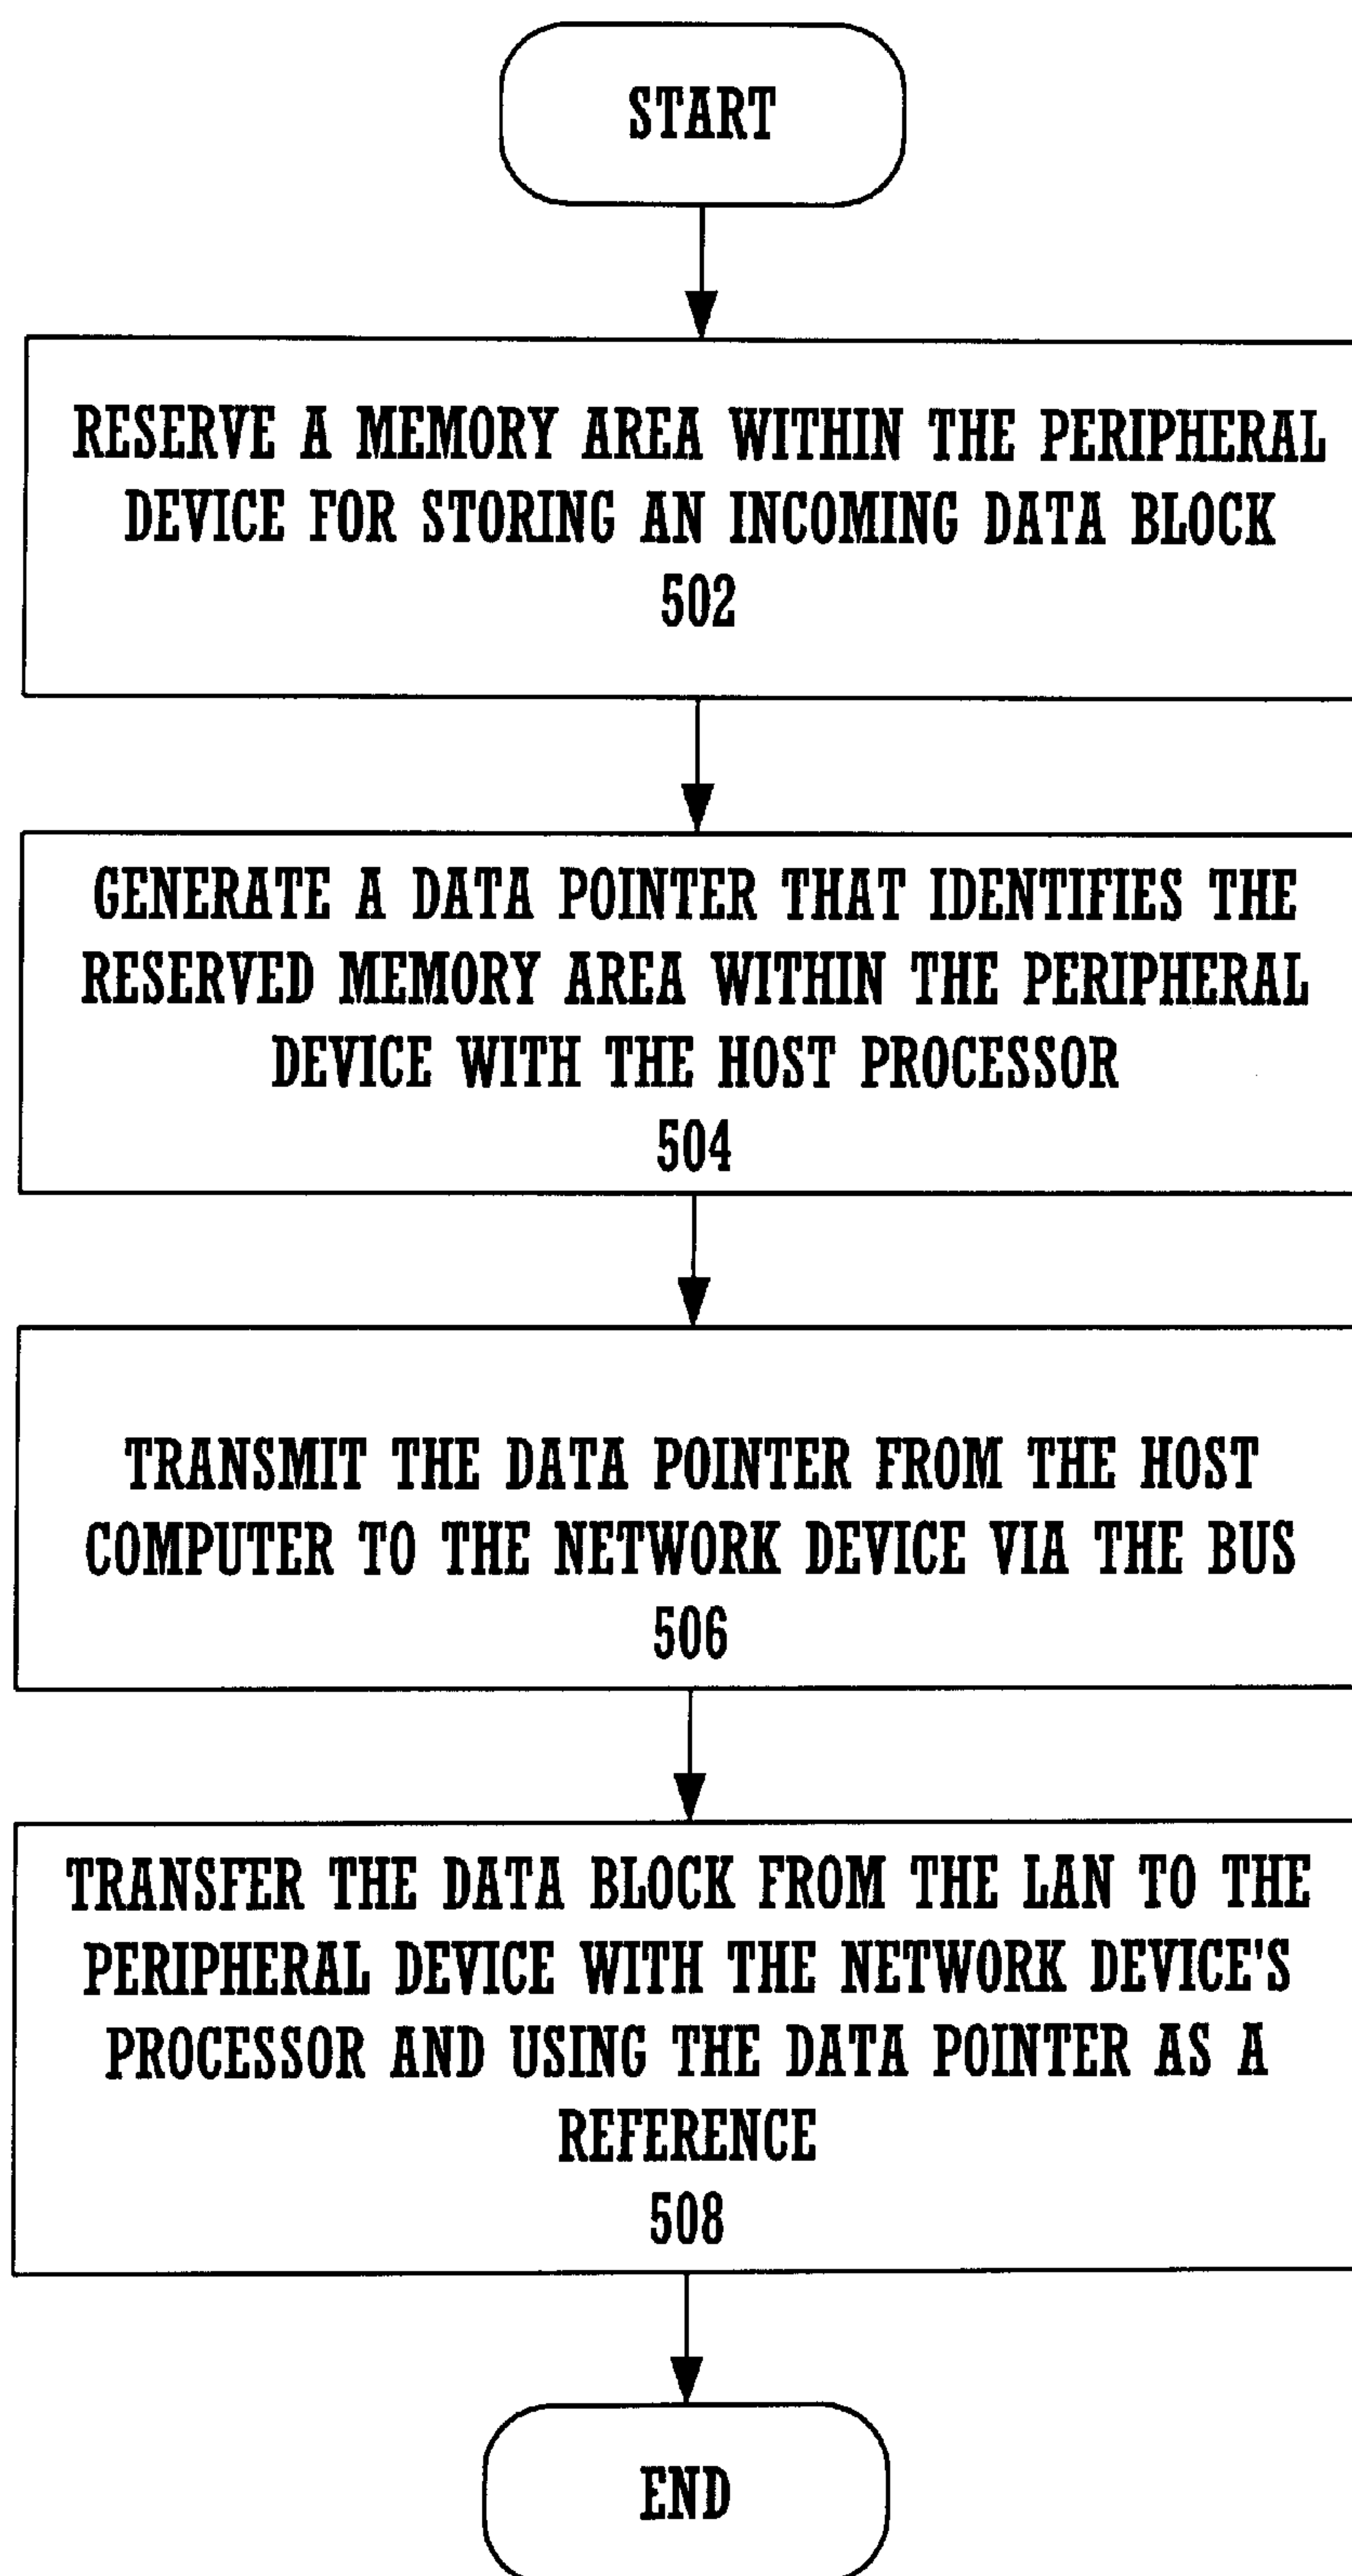 START
RESERVE A MEMORY AREA WITHIN THE PERIPHERAL
DEVICE FOR STORING AN INCOMING DATA BLOCK
502
GENERATE A DATA POINTER THAT IDENTIFIES THE
RESERVED MEMORY AREA WITHIN THE PERIPHERAL
DEVICE WITH THE HOST PROCESSOR
504
TRANSMIT THE DATA POINTER FROM THE HOST
COMPUTER TO THE NETWORK DEVICE VIA THE BUS
506
TRANSFER THE DATA BLOCK FROM THE LAN TO THE
PERIPHERAL DEVICE WITH THE NETWORK DEVICE'S
PROCESSOR AND USING THE DATA POINTER AS A
REFERENCE
508
END